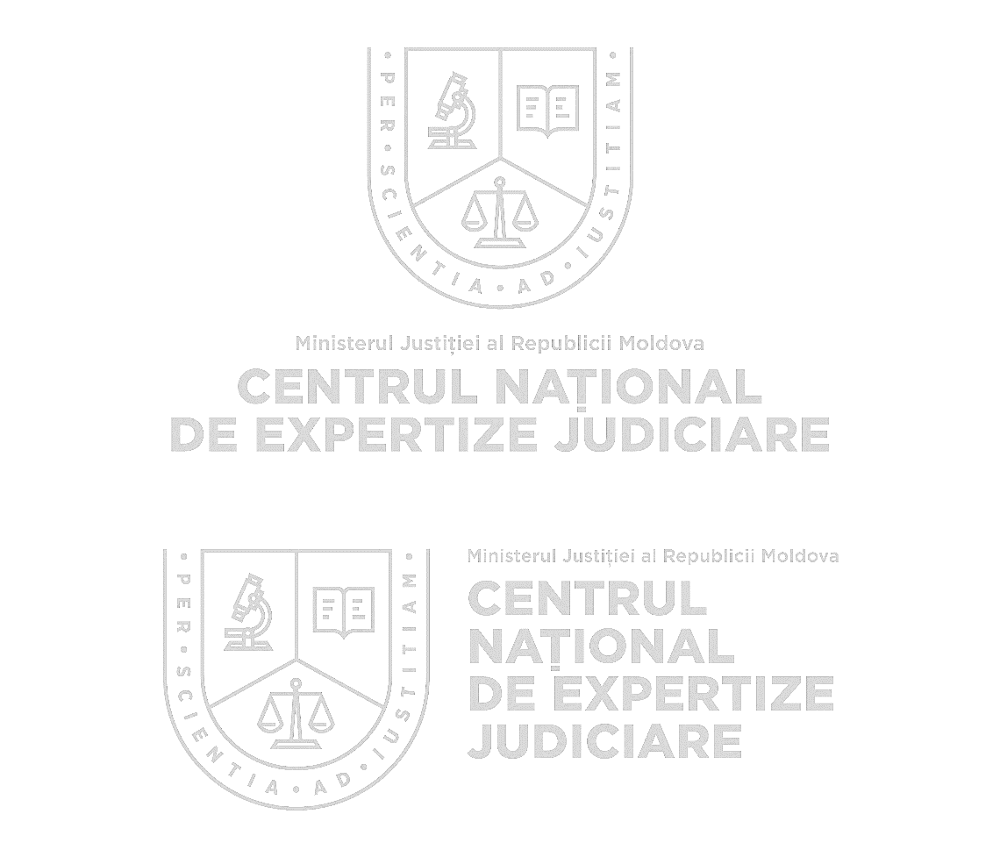 • PER • SCIENTIA • AD • IUSTITIAM •
Ministerul Justiției al Republicii Moldova
CENTRUL NAȚIONAL
DE EXPERTIZE JUDICIARE
• PER • SCIENTIA • AD • IUSTITIAM •
Ministerul Justiției al Republicii Moldova
CENTRUL
NAȚIONAL
DE EXPERTIZE
JUDICIARE